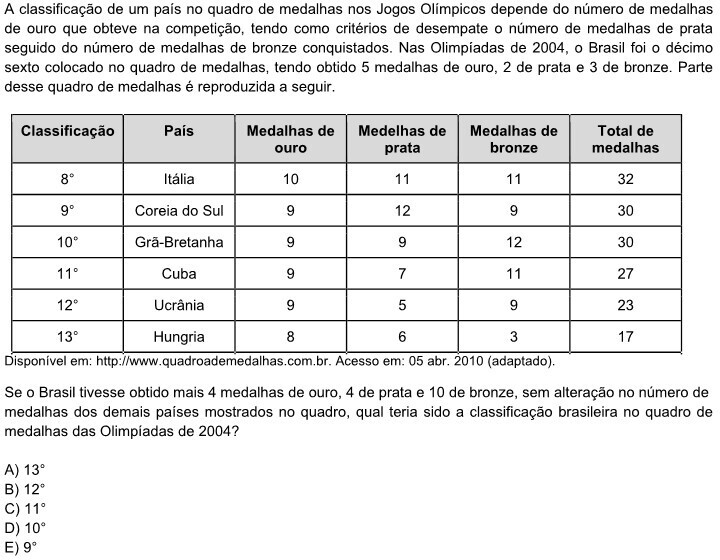 A classificação de um país no quadro de medalhas nos Jogos Olímpicos depende do número de medalhas
de ouro que obteve na competição, tendo como critérios de desempate o número de medalhas de prata
seguido do número de medalhas de bronze conquistados. Nas Olimpíadas de 2004, o Brasil foi o décimo
sexto colocado no quadro de medalhas, tendo obtido 5 medalhas de ouro, 2 de prata e 3 de bronze. Parte
desse quadro de medalhas é reproduzida a seguir.
Classificação País Medalhas de ouro Medelhas de prata Medalhas de bronze Total de medalhas
8° Itália 10 11 11 32
9° Coreia do Sul 9 12 9 30
10° Grã-Bretanha 9 9 12 30
11° Cuba 9 7 11 27
12° Ucrânia 9 5 9 23
13° Hungria 8 6 3 17
Disponível em: http://www.quadroademedalhas.com.br. Acesso em: 05 abr. 2010 (adaptado).
Se o Brasil tivesse obtido mais 4 medalhas de ouro, 4 de prata e 10 de bronze, sem alteração no número de
medalhas dos demais países mostrados no quadro, qual teria sido a classificação brasileira no quadro de
medalhas das Olimpíadas de 2004?
A) 13°
B) 12°
C) 11°
D) 10°
E) 9°